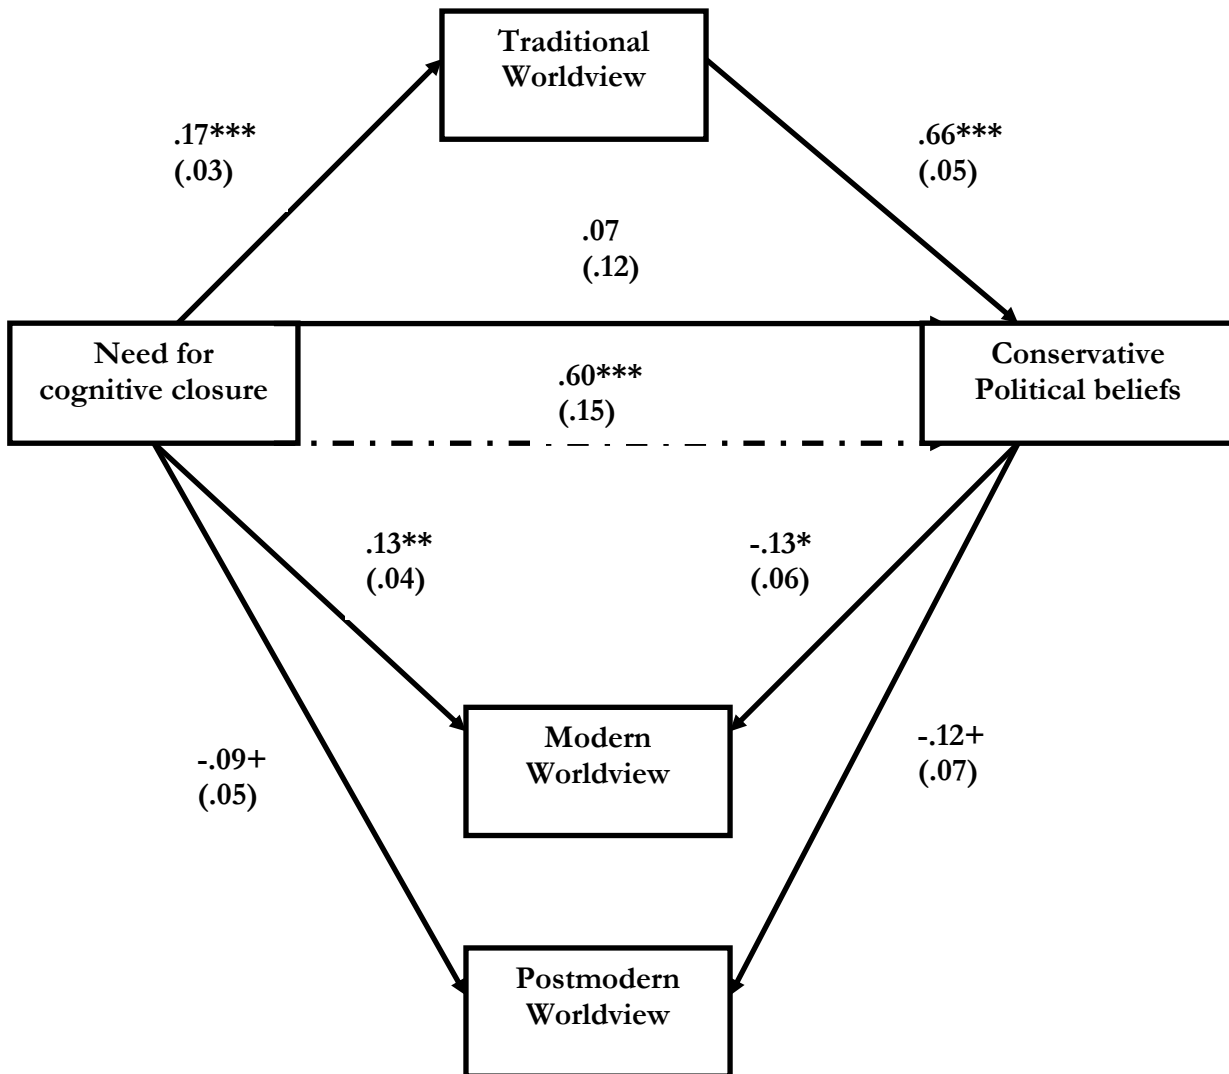 Traditional
Worldview
.17***
(.03)
.66***
(.05)
.07
(.12)
Need for
cognitive closure
Conservative
Political beliefs
.60***
(.15)
.13**
(.04)
-.13*
(.06)
Modern
Worldview
-.09+
(.05)
-.12+
(.07)
Postmodern
Worldview